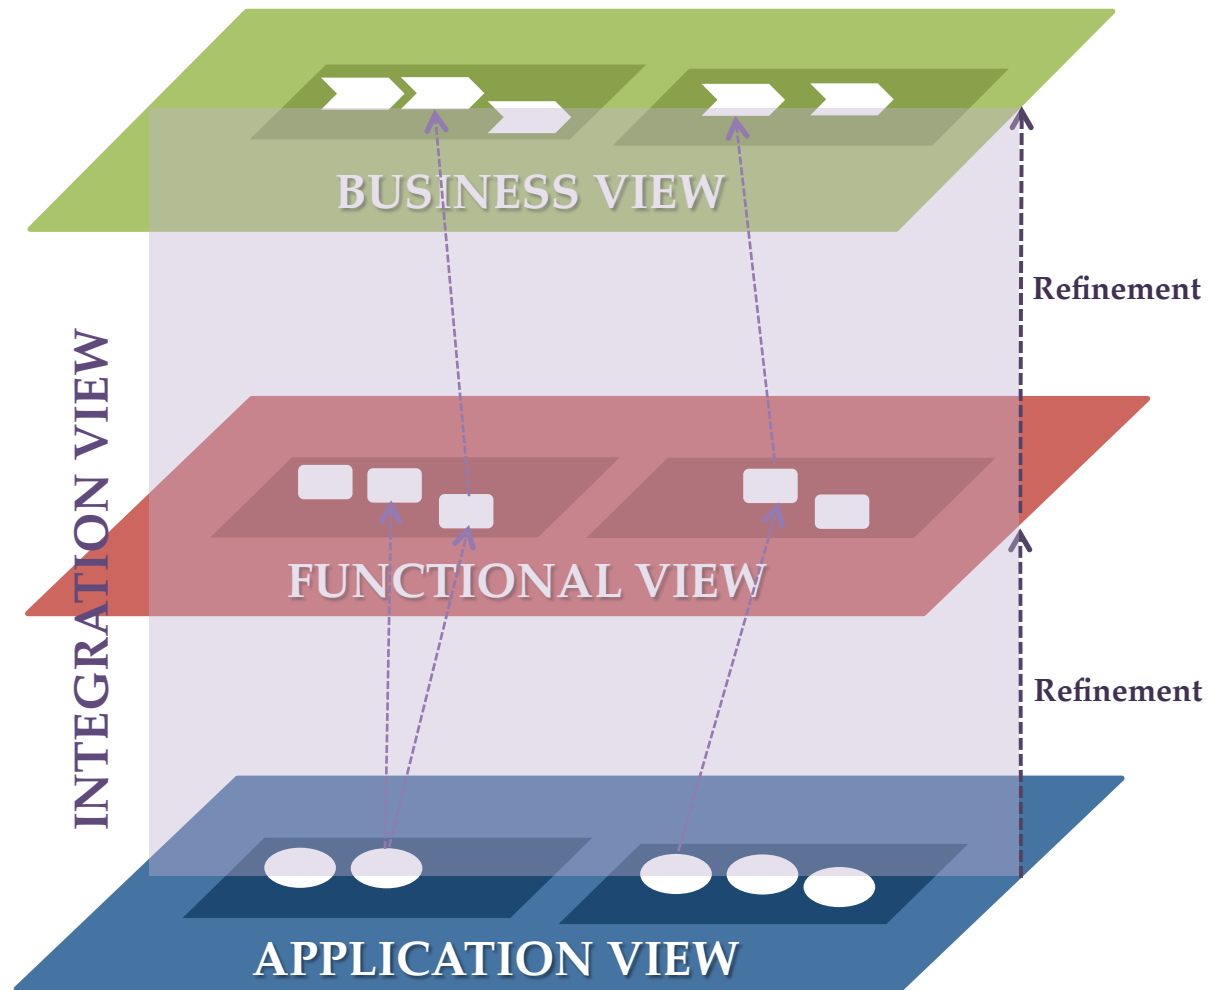 BUSINESS VIEW
Refinement
INTEGRATION VIEW
FUNCTIONAL VIEW
Refinement
APPLICATION VIEW